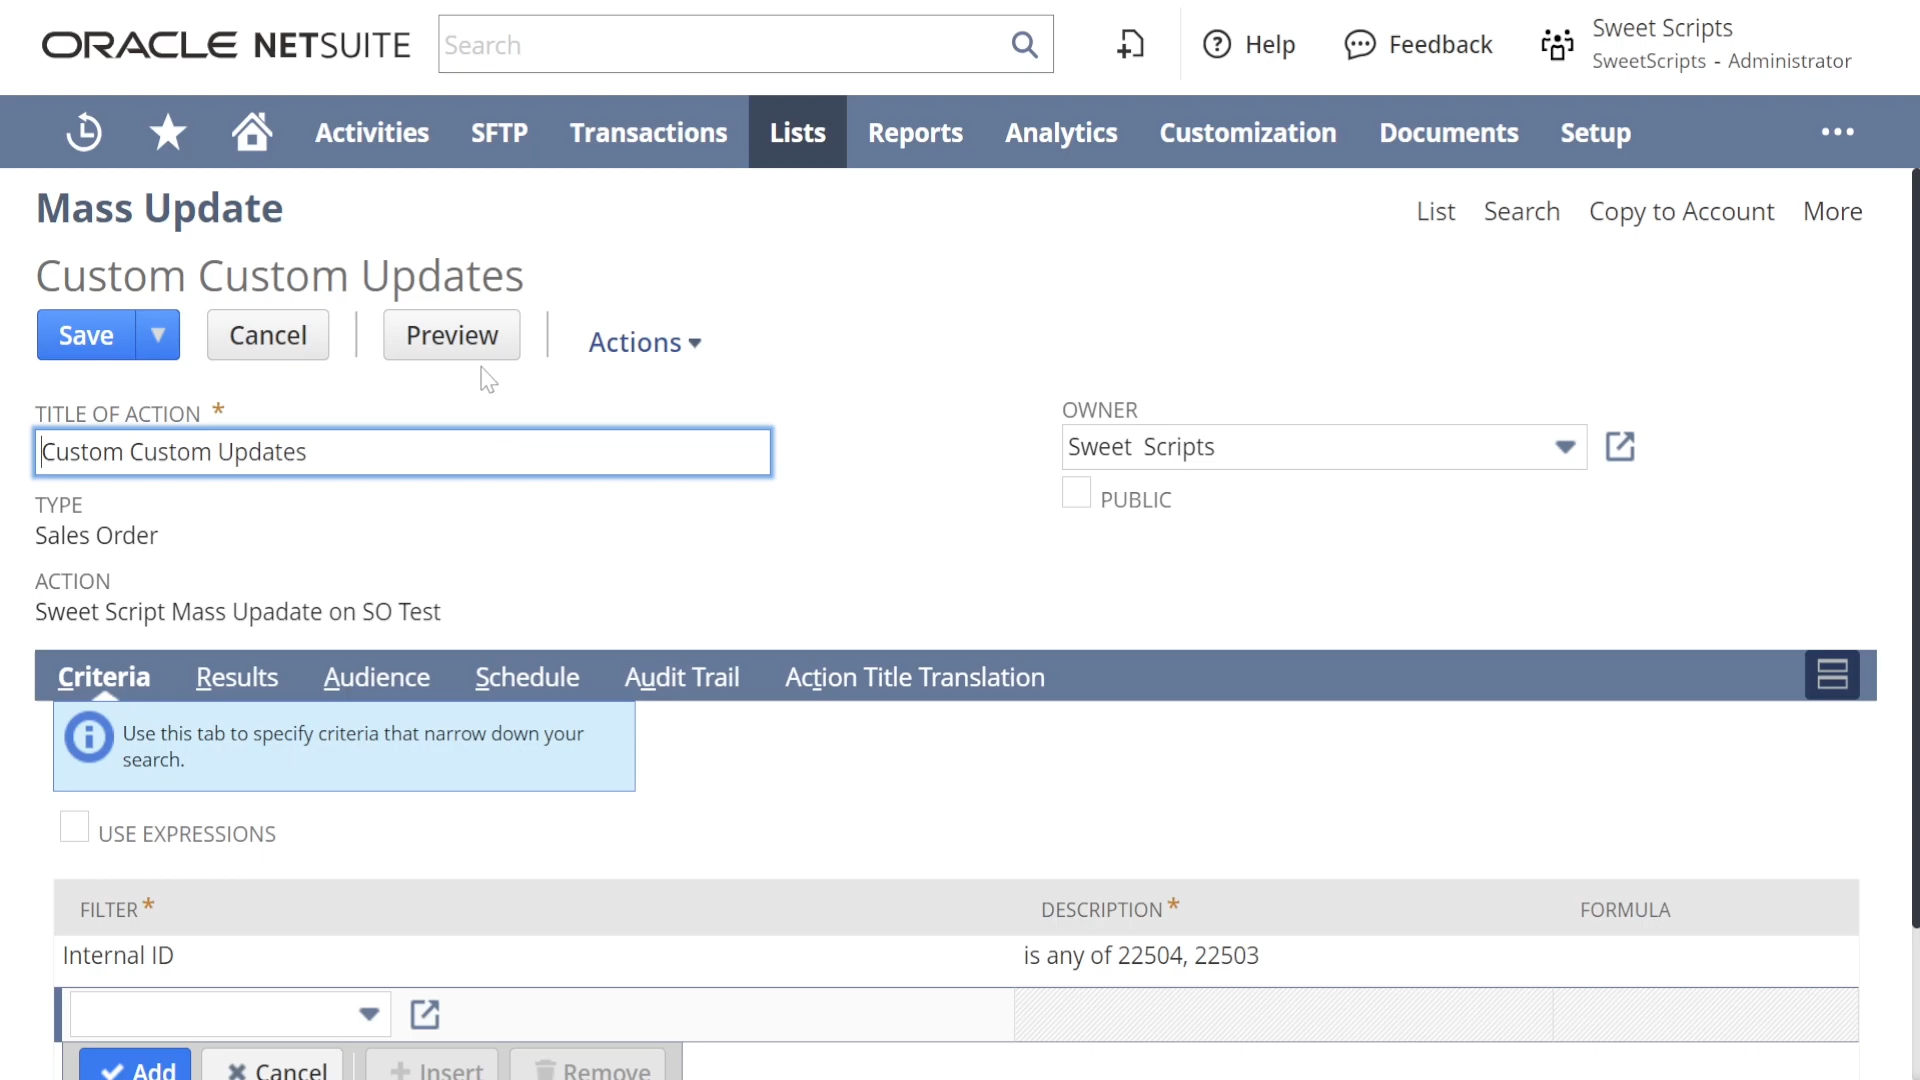 ORACLE NETSUITE Search Help Feedback Sweet Scripts
SweetScripts - Administrator
Activities SFTP Transactions Lists Reports Analytics Customization Documents Setup
Mass Update List Search Copy to Account More
Custom Custom Updates
Save Cancel Preview Actions
TITLE OF ACTION * OWNER
Custom Custom Updates Sweet Scripts
PUBLIC
TYPE
Sales Order
ACTION
Sweet Script Mass Upadate on SO Test
Criteria Results Audience Schedule Audit Trail Action Title Translation
Use this tab to specify criteria that narrow down your
search.
USE EXPRESSIONS
FILTER * DESCRIPTION * FORMULA
Internal ID is any of 22504, 22503
Add Cancel Insert Remove